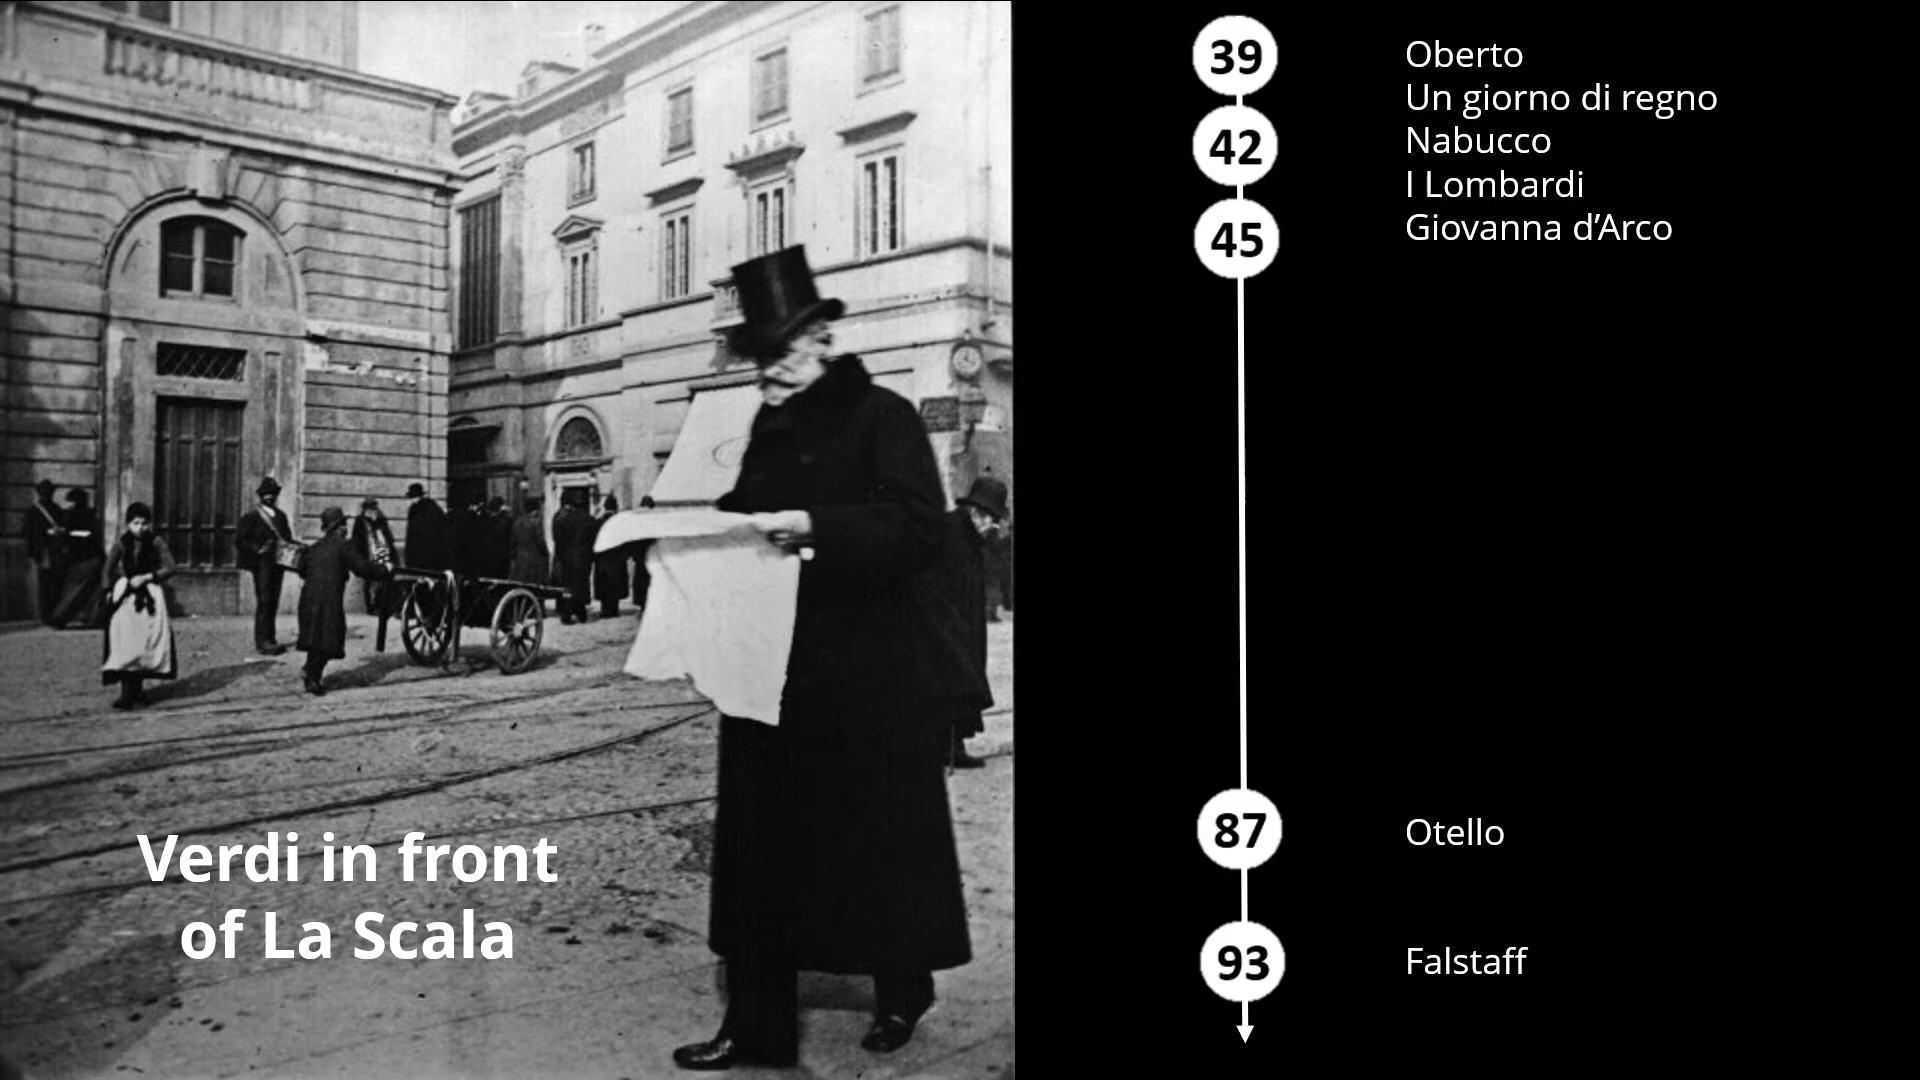 39
Oberto
Un giorno di regno
42
Nabucco
I Lombardi
45
Giovanna d’Arco
87
Otello
93
Falstaff
Verdi in front
of La Scala